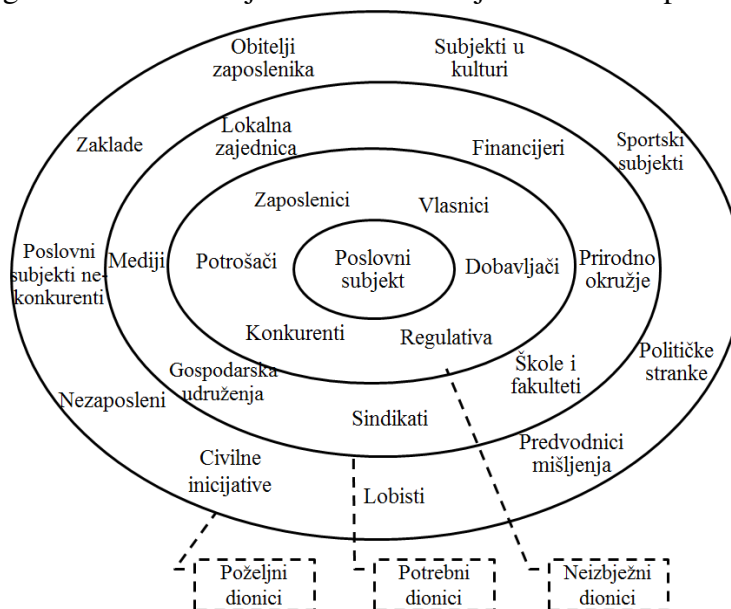 Obitelji
zaposlenika
Subjekti u
kulturi
Zaklade
Lokalna
zajednica
Financijeri
Sportski
subjekti
Zaposlenici
Vlasnici
Poslovni
subjekti ne-
konkurenti
Mediji
Potrošači
Poslovni
subjekt
Dobavljači
Prirodno
okružje
Konkurenti
Regulativa
Gospodarska
udruženja
Škole i
fakulteti
Političke
stranke
Nezaposleni
Sindikati
Predvodnici
mišljenja
Civilne
inicijative
Lobisti
Poželjni
dionici
Potrebni
dionici
Neizbježni
dionici